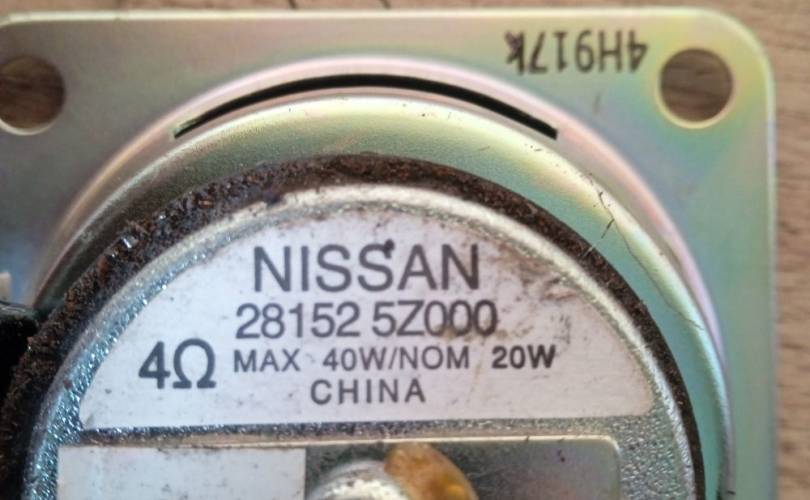 4H917k
NISSAN
28152 5Z000
4Ω MAX 40W/NOM 20W
CHINA